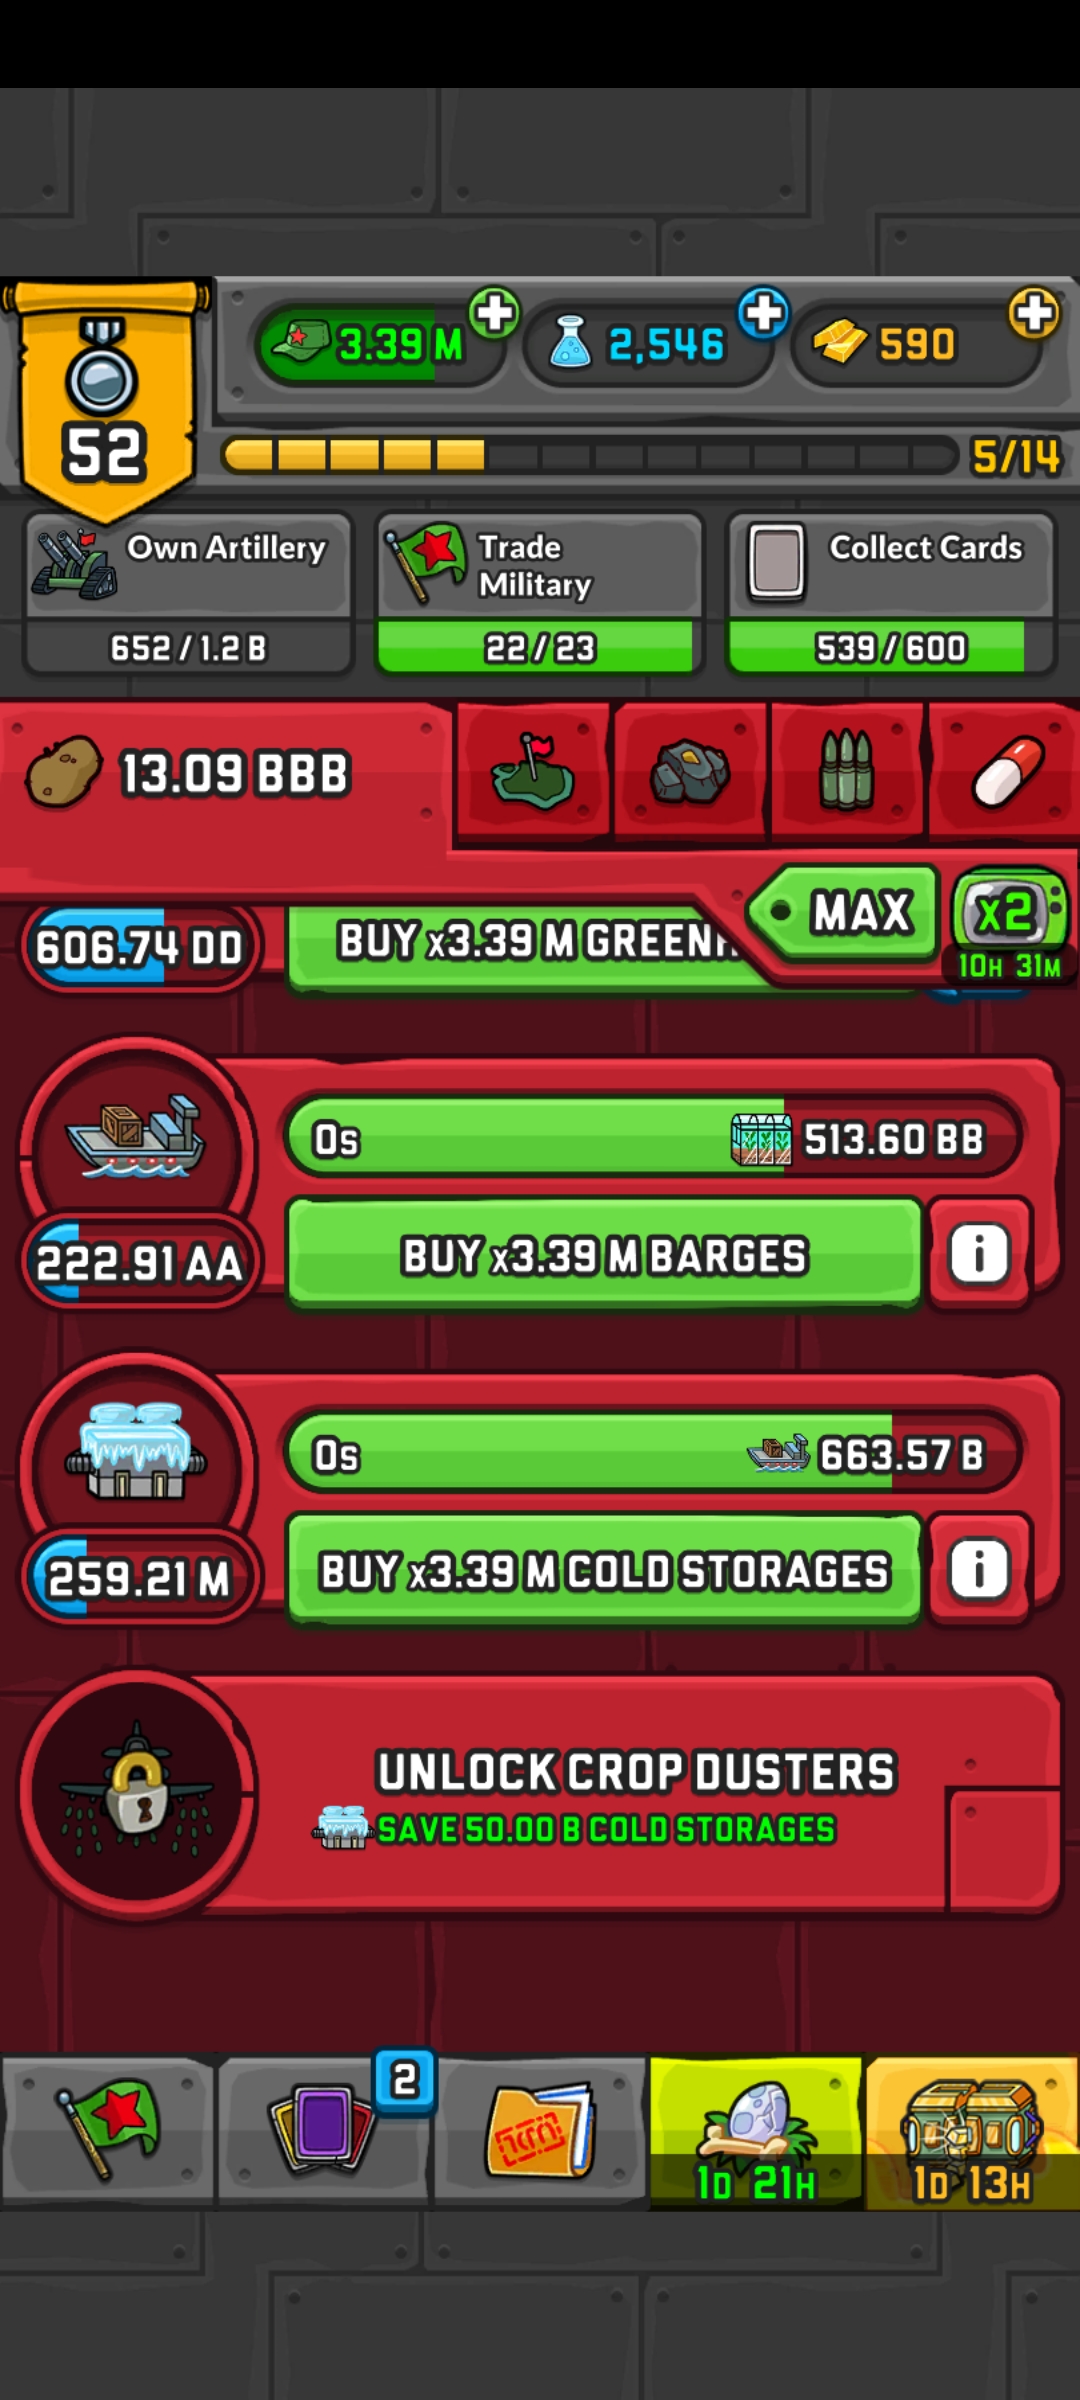 3.39 M
2,546
590
52
5/14
Own Artillery
652 / 1.2 B
Trade
Military
22 / 23
Collect Cards
539 / 600
13.09 BBB
MAX
x2
10H 31M
606.74 DD
BUY x3.39 M GREENH
0s
513.60 BB
222.91 AA
BUY x3.39 M BARGES
i
0s
663.57 B
259.21 M
BUY x3.39 M COLD STORAGES
i
UNLOCK CROP DUSTERS
SAVE 50.00 B COLD STORAGES
2
1D 21H
1D 13H